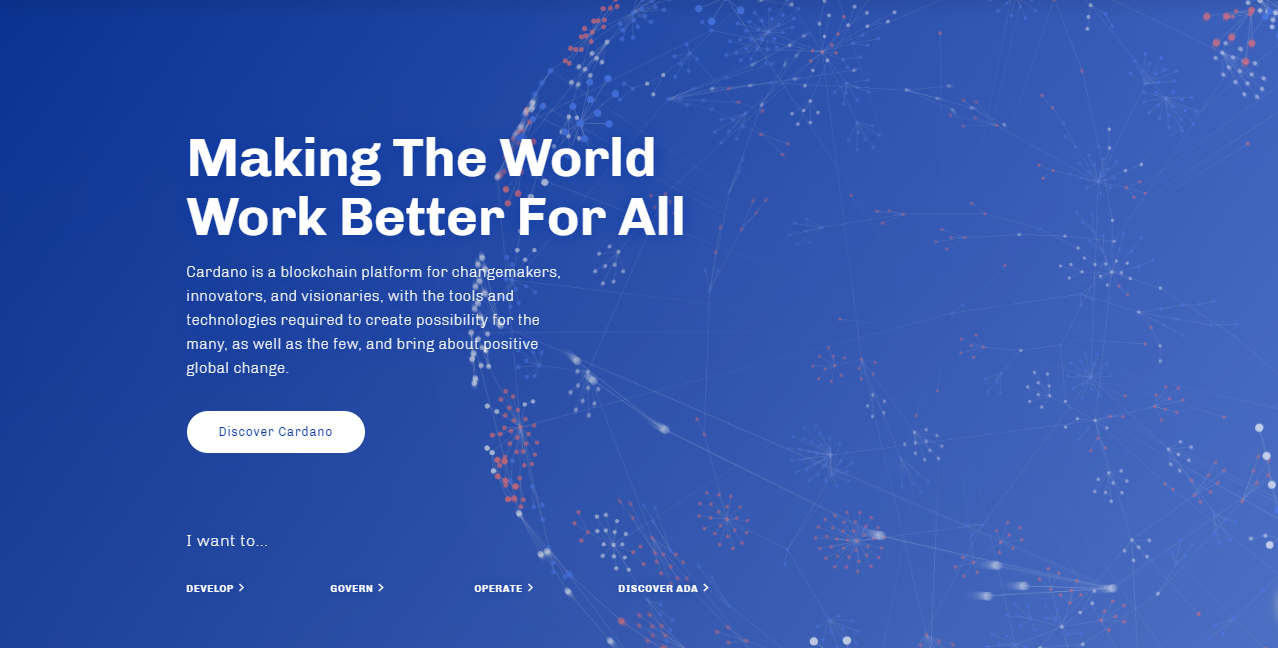 Making The World
Work Better For All
Cardano is a blockchain platform for changemakers,
innovators, and visionaries, with the tools and
technologies required to create possibility for the
many, as well as the few, and bring about positive
global change.
Discover Cardano
I want to...
DEVELOP GOVERN OPERATE DISCOVER ADA